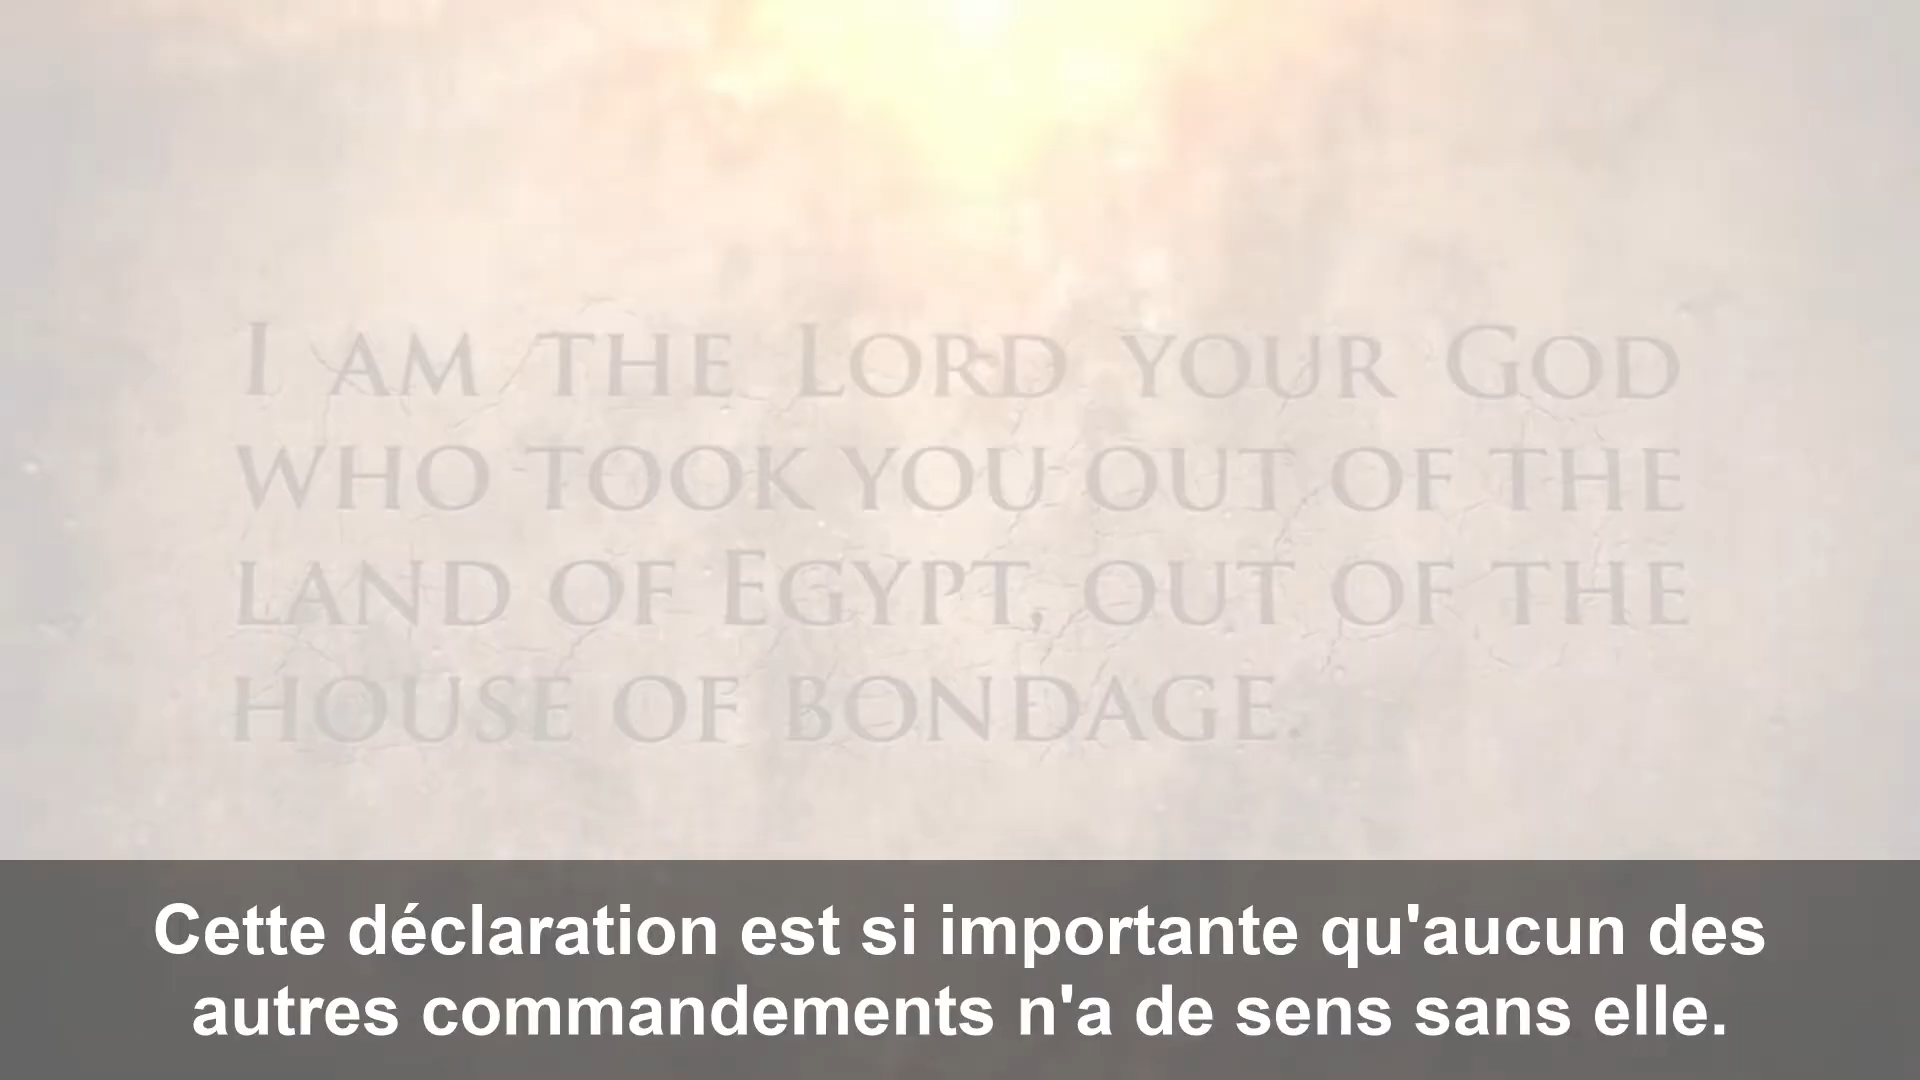 I AM THE LORD YOUR GOD
WHO TOOK YOU OUT OF THE
LAND OF EGYPT, OUT OF THE
HOUSE OF BONDAGE.
Cette déclaration est si importante qu'aucun des
autres commandements n'a de sens sans elle.